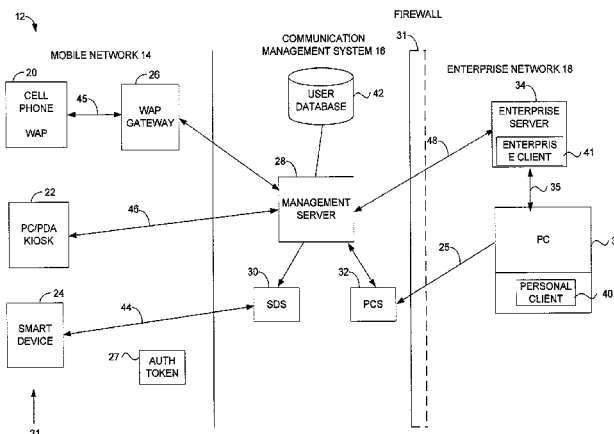 12
MOBILE NETWORK 14
COMMUNICATION
MANAGEMENT SYSTEM 16
FIREWALL
31
ENTERPRISE NETWORK 18
20
CELL
PHONE
WAP
45
26
WAP
GATEWAY
USER
DATABASE
42
34
ENTERPRISE
SERVER
ENTERPRIS
E CLIENT
41
48
35
28
MANAGEMENT
SERVER
22
PC/PDA
KIOSK
46
25
PC
PERSONAL
CLIENT
40
24
SMART
DEVICE
44
30
SDS
32
PCS
27
AUTH
TOKEN
21